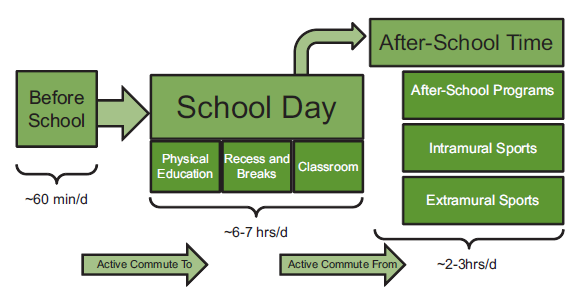 Before
School
~60 min/d
School Day
Physical
Education
Recess and
Breaks
Classroom
~6-7 hrs/d
After-School Time
After-School Programs
Intramural Sports
Extramural Sports
~2-3hrs/d
Active Commute To
Active Commute From